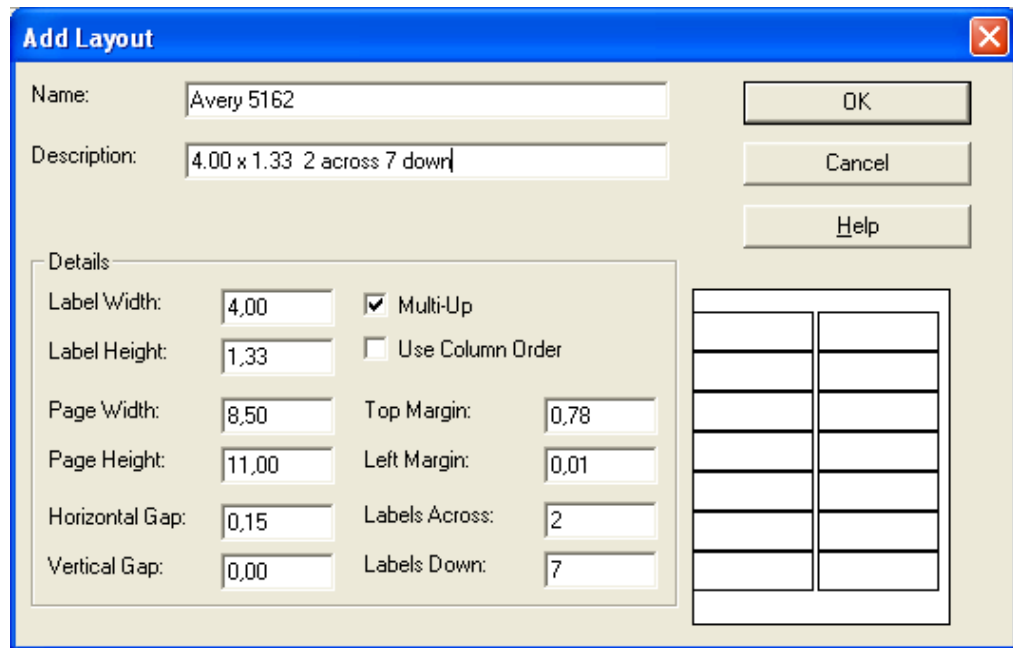 Add Layout
Name: Avery 5162 OK
Description: 4.00 x 1.33  2 across 7 down Cancel
Help
Details
Label Width: 4,00 Multi-Up
Label Height: 1,33 Use Column Order
Page Width: 8,50 Top Margin: 0,78
Page Height: 11,00 Left Margin: 0,01
Horizontal Gap: 0,15 Labels Across: 2
Vertical Gap: 0,00 Labels Down: 7